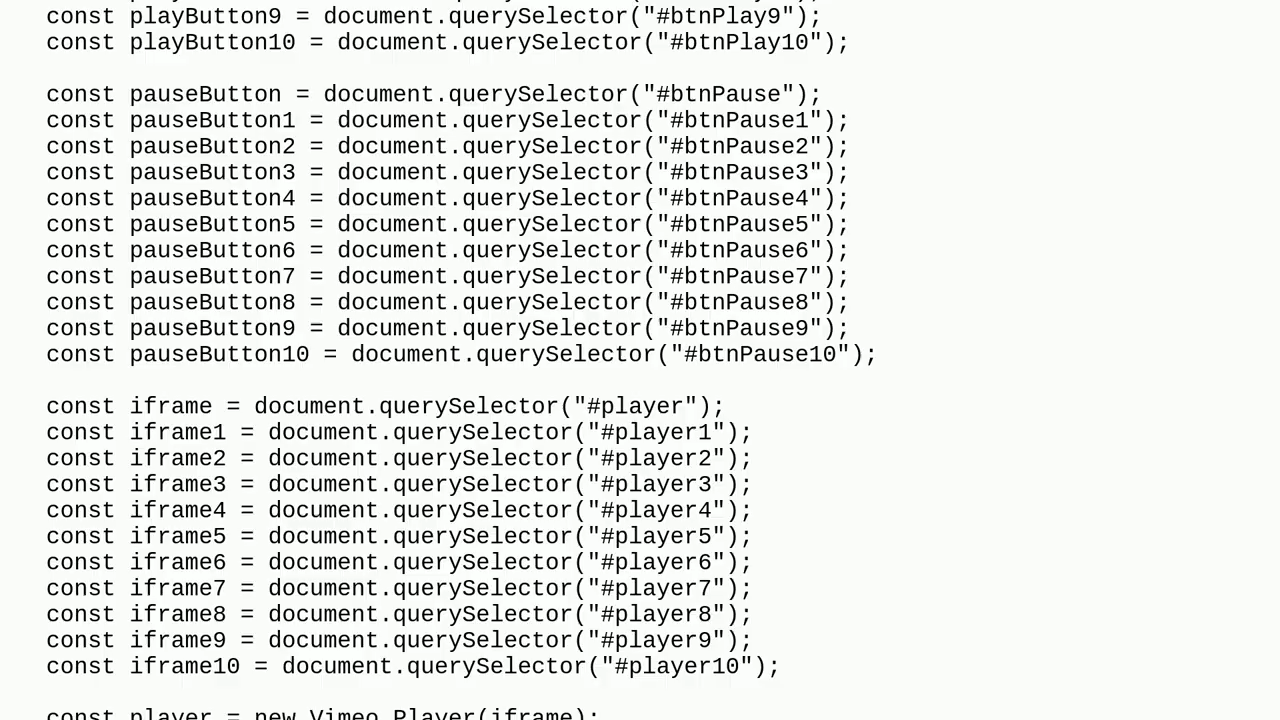 const playButton9 = document.querySelector("#btnPlay9");
const playButton10 = document.querySelector("#btnPlay10");
const pauseButton = document.querySelector("#btnPause");
const pauseButton1 = document.querySelector("#btnPause1");
const pauseButton2 = document.querySelector("#btnPause2");
const pauseButton3 = document.querySelector("#btnPause3");
const pauseButton4 = document.querySelector("#btnPause4");
const pauseButton5 = document.querySelector("#btnPause5");
const pauseButton6 = document.querySelector("#btnPause6");
const pauseButton7 = document.querySelector("#btnPause7");
const pauseButton8 = document.querySelector("#btnPause8");
const pauseButton9 = document.querySelector("#btnPause9");
const pauseButton10 = document.querySelector("#btnPause10");
const iframe = document.querySelector("#player");
const iframe1 = document.querySelector("#player1");
const iframe2 = document.querySelector("#player2");
const iframe3 = document.querySelector("#player3");
const iframe4 = document.querySelector("#player4");
const iframe5 = document.querySelector("#player5");
const iframe6 = document.querySelector("#player6");
const iframe7 = document.querySelector("#player7");
const iframe8 = document.querySelector("#player8");
const iframe9 = document.querySelector("#player9");
const iframe10 = document.querySelector("#player10");
const player = new Vimeo.Player(iframe);